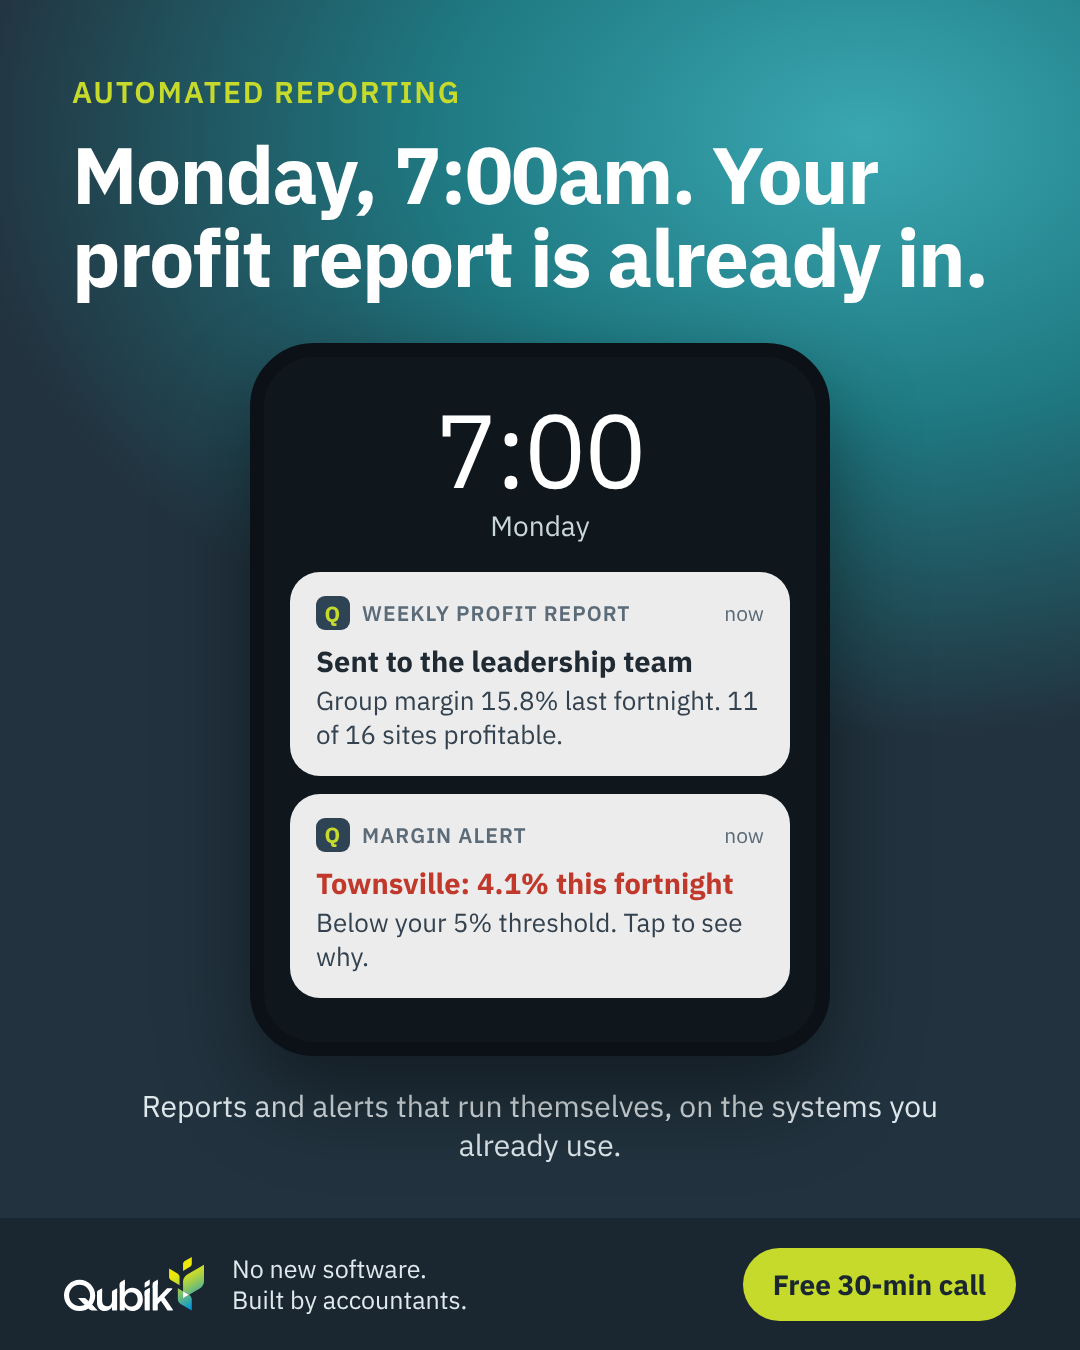 AUTOMATED REPORTING
Monday, 7:00am. Your
profit report is already in.
7:00
Monday
Q WEEKLY PROFIT REPORT now
Sent to the leadership team
Group margin 15.8% last fortnight. 11
of 16 sites profitable.
Q MARGIN ALERT now
Townsville: 4.1% this fortnight
Below your 5% threshold. Tap to see
why.
Reports and alerts that run themselves, on the systems you
already use.
Qubik
No new software.
Built by accountants.
Free 30-min call